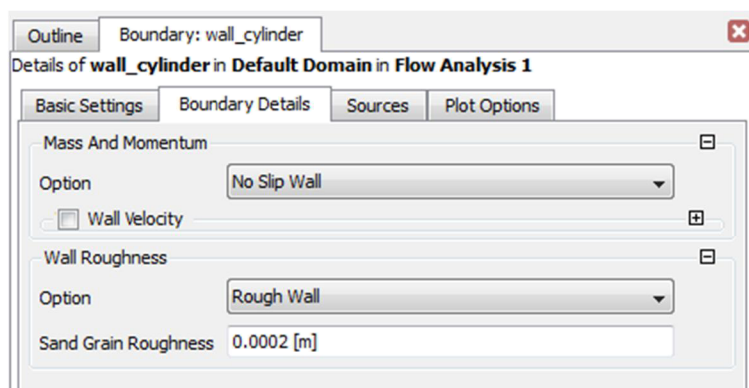 Outline Boundary: wall_cylinder
Details of wall_cylinder in Default Domain in Flow Analysis 1
Basic Settings Boundary Details Sources Plot Options
Mass And Momentum
Option No Slip Wall
Wall Velocity
Wall Roughness
Option Rough Wall
Sand Grain Roughness 0.0002 [m]